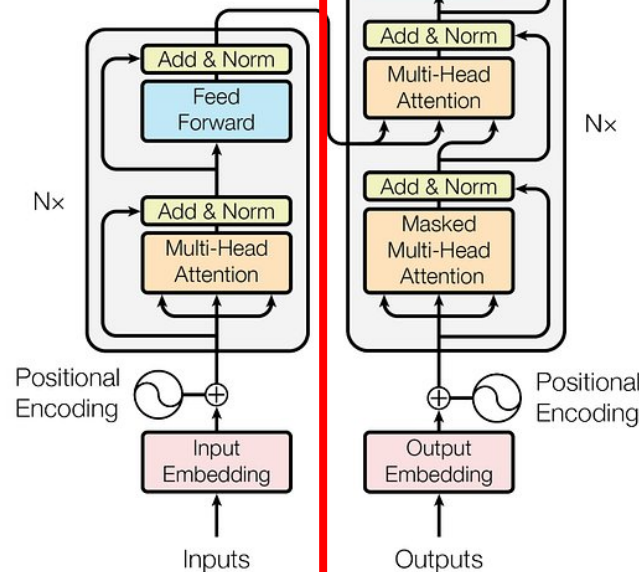 Add & Norm
Feed
Forward
Nx
Add & Norm
Multi-Head
Attention
Positional
Encoding
Input
Embedding
Inputs
Add & Norm
Multi-Head
Attention
Nx
Add & Norm
Masked
Multi-Head
Attention
Positional
Encoding
Output
Embedding
Outputs